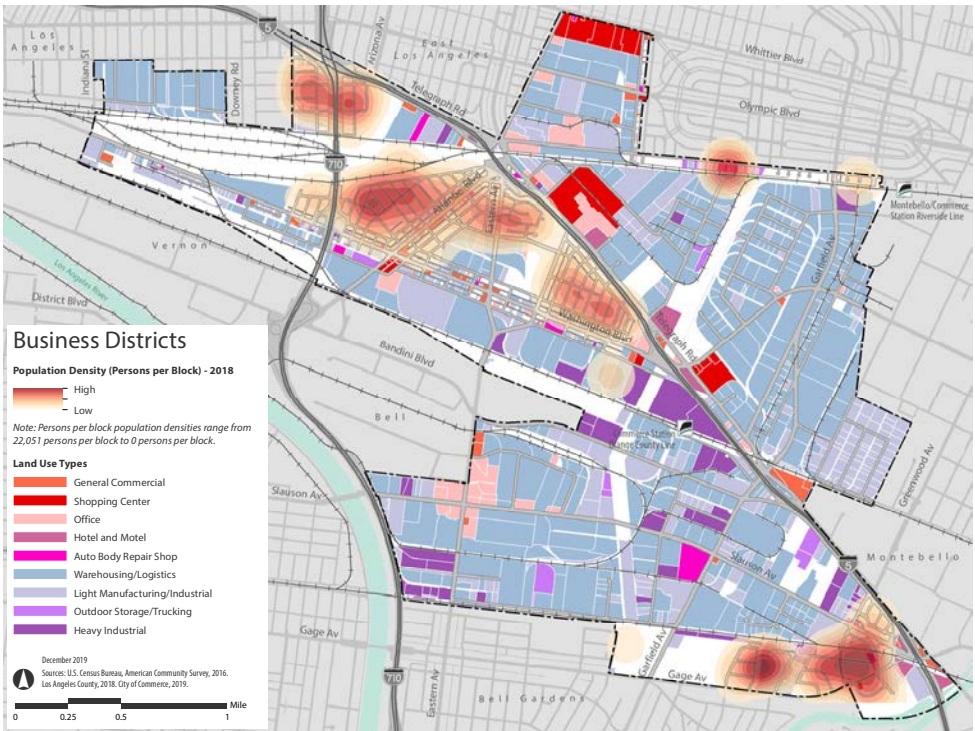 Los
Angeles
Indiana St
Downey Rd
5
Arizona Av
East
Los Angeles
Telegraph Rd
Whittier Blvd
Olympic Blvd
710
Atlantic Blvd
Garfield Av
Montebello/Commerce
Station Riverside Line
Vernon
Los Angeles River
District Blvd
Washington Blvd
Telegraph Rd
Bandini Blvd
Bell
Commerce Station
Orange County Line
Greenwood Av
Slauson Av
Slauson Av
Montebello
5
Gage Av
Garfield Av
Gage Av
710
Eastern Av
Bell Gardens
Business Districts
Population Density (Persons per Block) - 2018
High
Low
Note: Persons per block population densities range from
22,051 persons per block to 0 persons per block.
Land Use Types
General Commercial
Shopping Center
Office
Hotel and Motel
Auto Body Repair Shop
Warehousing/Logistics
Light Manufacturing/Industrial
Outdoor Storage/Trucking
Heavy Industrial
December 2019
Sources: U.S. Census Bureau, American Community Survey, 2016.
Los Angeles County, 2018. City of Commerce, 2019.
Mile
0 0.25 0.5 1